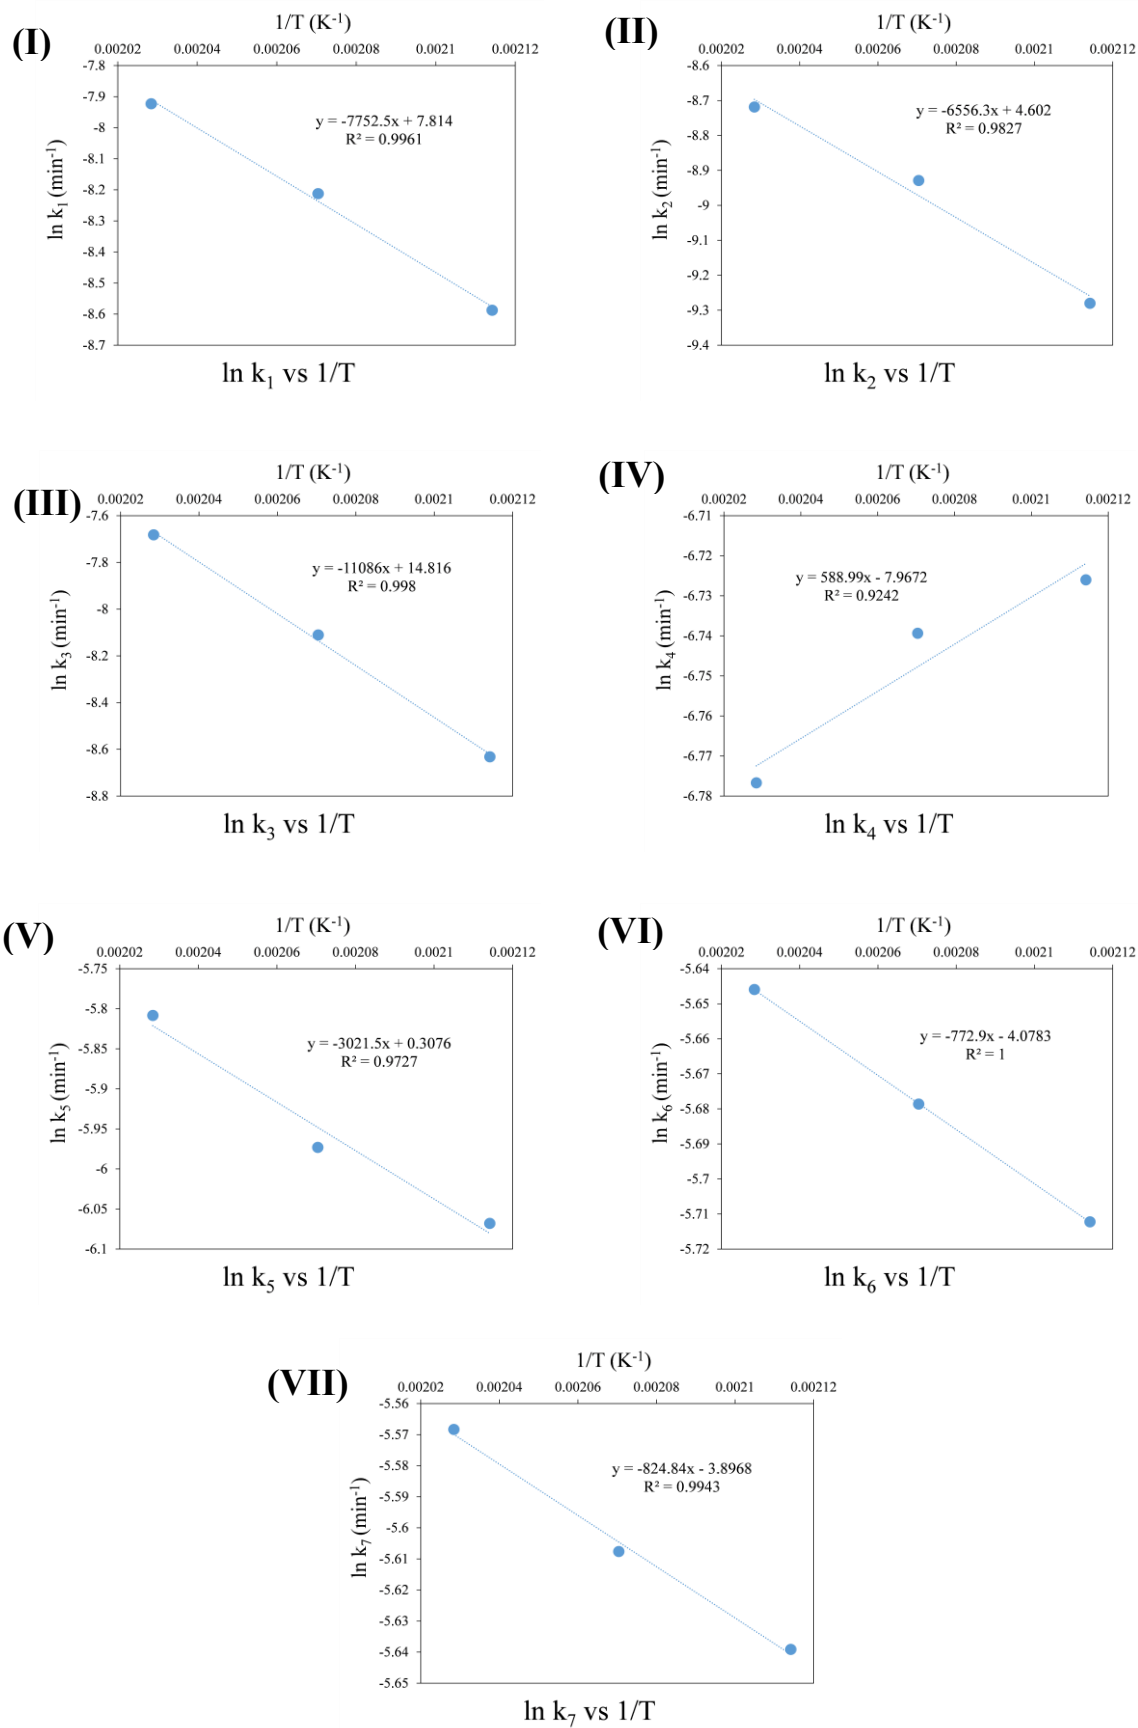 (I)
1/T (K-1)
0.00202 0.00204 0.00206 0.00208 0.0021 0.00212
-7.8
-7.9
-8
-8.1
-8.2
-8.3
-8.4
-8.5
-8.6
-8.7
ln k1 (min-1)
y = -7752.5x + 7.814
R² = 0.9961
ln k1 vs 1/T
(II)
1/T (K-1)
0.00202 0.00204 0.00206 0.00208 0.0021 0.00212
-8.6
-8.7
-8.8
-8.9
-9
-9.1
-9.2
-9.3
-9.4
ln k2 (min-1)
y = -6556.3x + 4.602
R² = 0.9827
ln k2 vs 1/T
(III)
1/T (K-1)
0.00202 0.00204 0.00206 0.00208 0.0021 0.00212
-7.6
-7.8
-8
-8.2
-8.4
-8.6
-8.8
ln k3 (min-1)
y = -11086x + 14.816
R² = 0.998
ln k3 vs 1/T
(IV)
1/T (K-1)
0.00202 0.00204 0.00206 0.00208 0.0021 0.00212
-6.71
-6.72
-6.73
-6.74
-6.75
-6.76
-6.77
-6.78
ln k4 (min-1)
y = 588.99x - 7.9672
R² = 0.9242
ln k4 vs 1/T
(V)
1/T (K-1)
0.00202 0.00204 0.00206 0.00208 0.0021 0.00212
-5.75
-5.8
-5.85
-5.9
-5.95
-6
-6.05
-6.1
ln k5 (min-1)
y = -3021.5x + 0.3076
R² = 0.9727
ln k5 vs 1/T
(VI)
1/T (K-1)
0.00202 0.00204 0.00206 0.00208 0.0021 0.00212
-5.64
-5.65
-5.66
-5.67
-5.68
-5.69
-5.7
-5.71
-5.72
ln k6 (min-1)
y = -772.9x - 4.0783
R² = 1
ln k6 vs 1/T
(VII)
1/T (K-1)
0.00202 0.00204 0.00206 0.00208 0.0021 0.00212
-5.56
-5.57
-5.58
-5.59
-5.6
-5.61
-5.62
-5.63
-5.64
-5.65
ln k7 (min-1)
y = -824.84x - 3.8968
R² = 0.9943
ln k7 vs 1/T